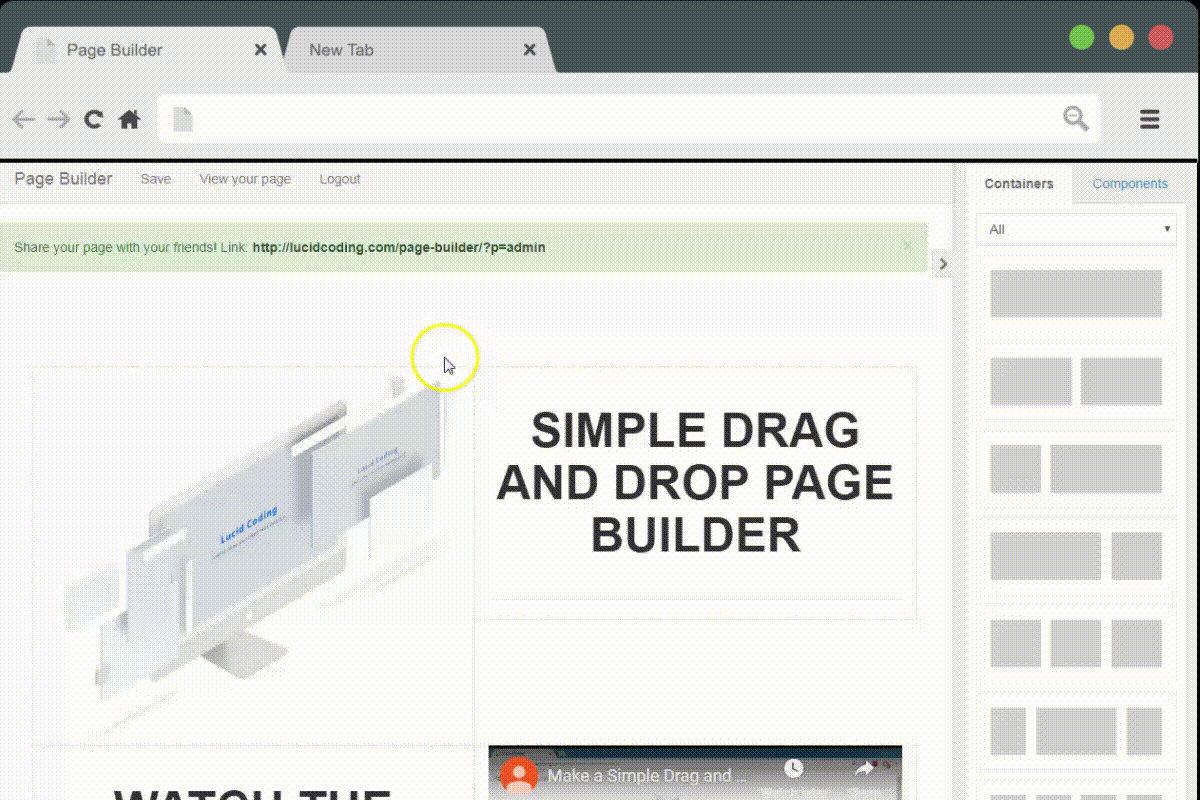 Page Builder
New Tab
Page Builder Save View your page Logout
Containers Components
All
Share your page with your friends! Link: http://lucidcoding.com/page-builder/?p=admin
Lucid Coding
Lucid Coding
SIMPLE DRAG
AND DROP PAGE
BUILDER
WATCH THE
Make a Simple Drag and ...
Watch later Share